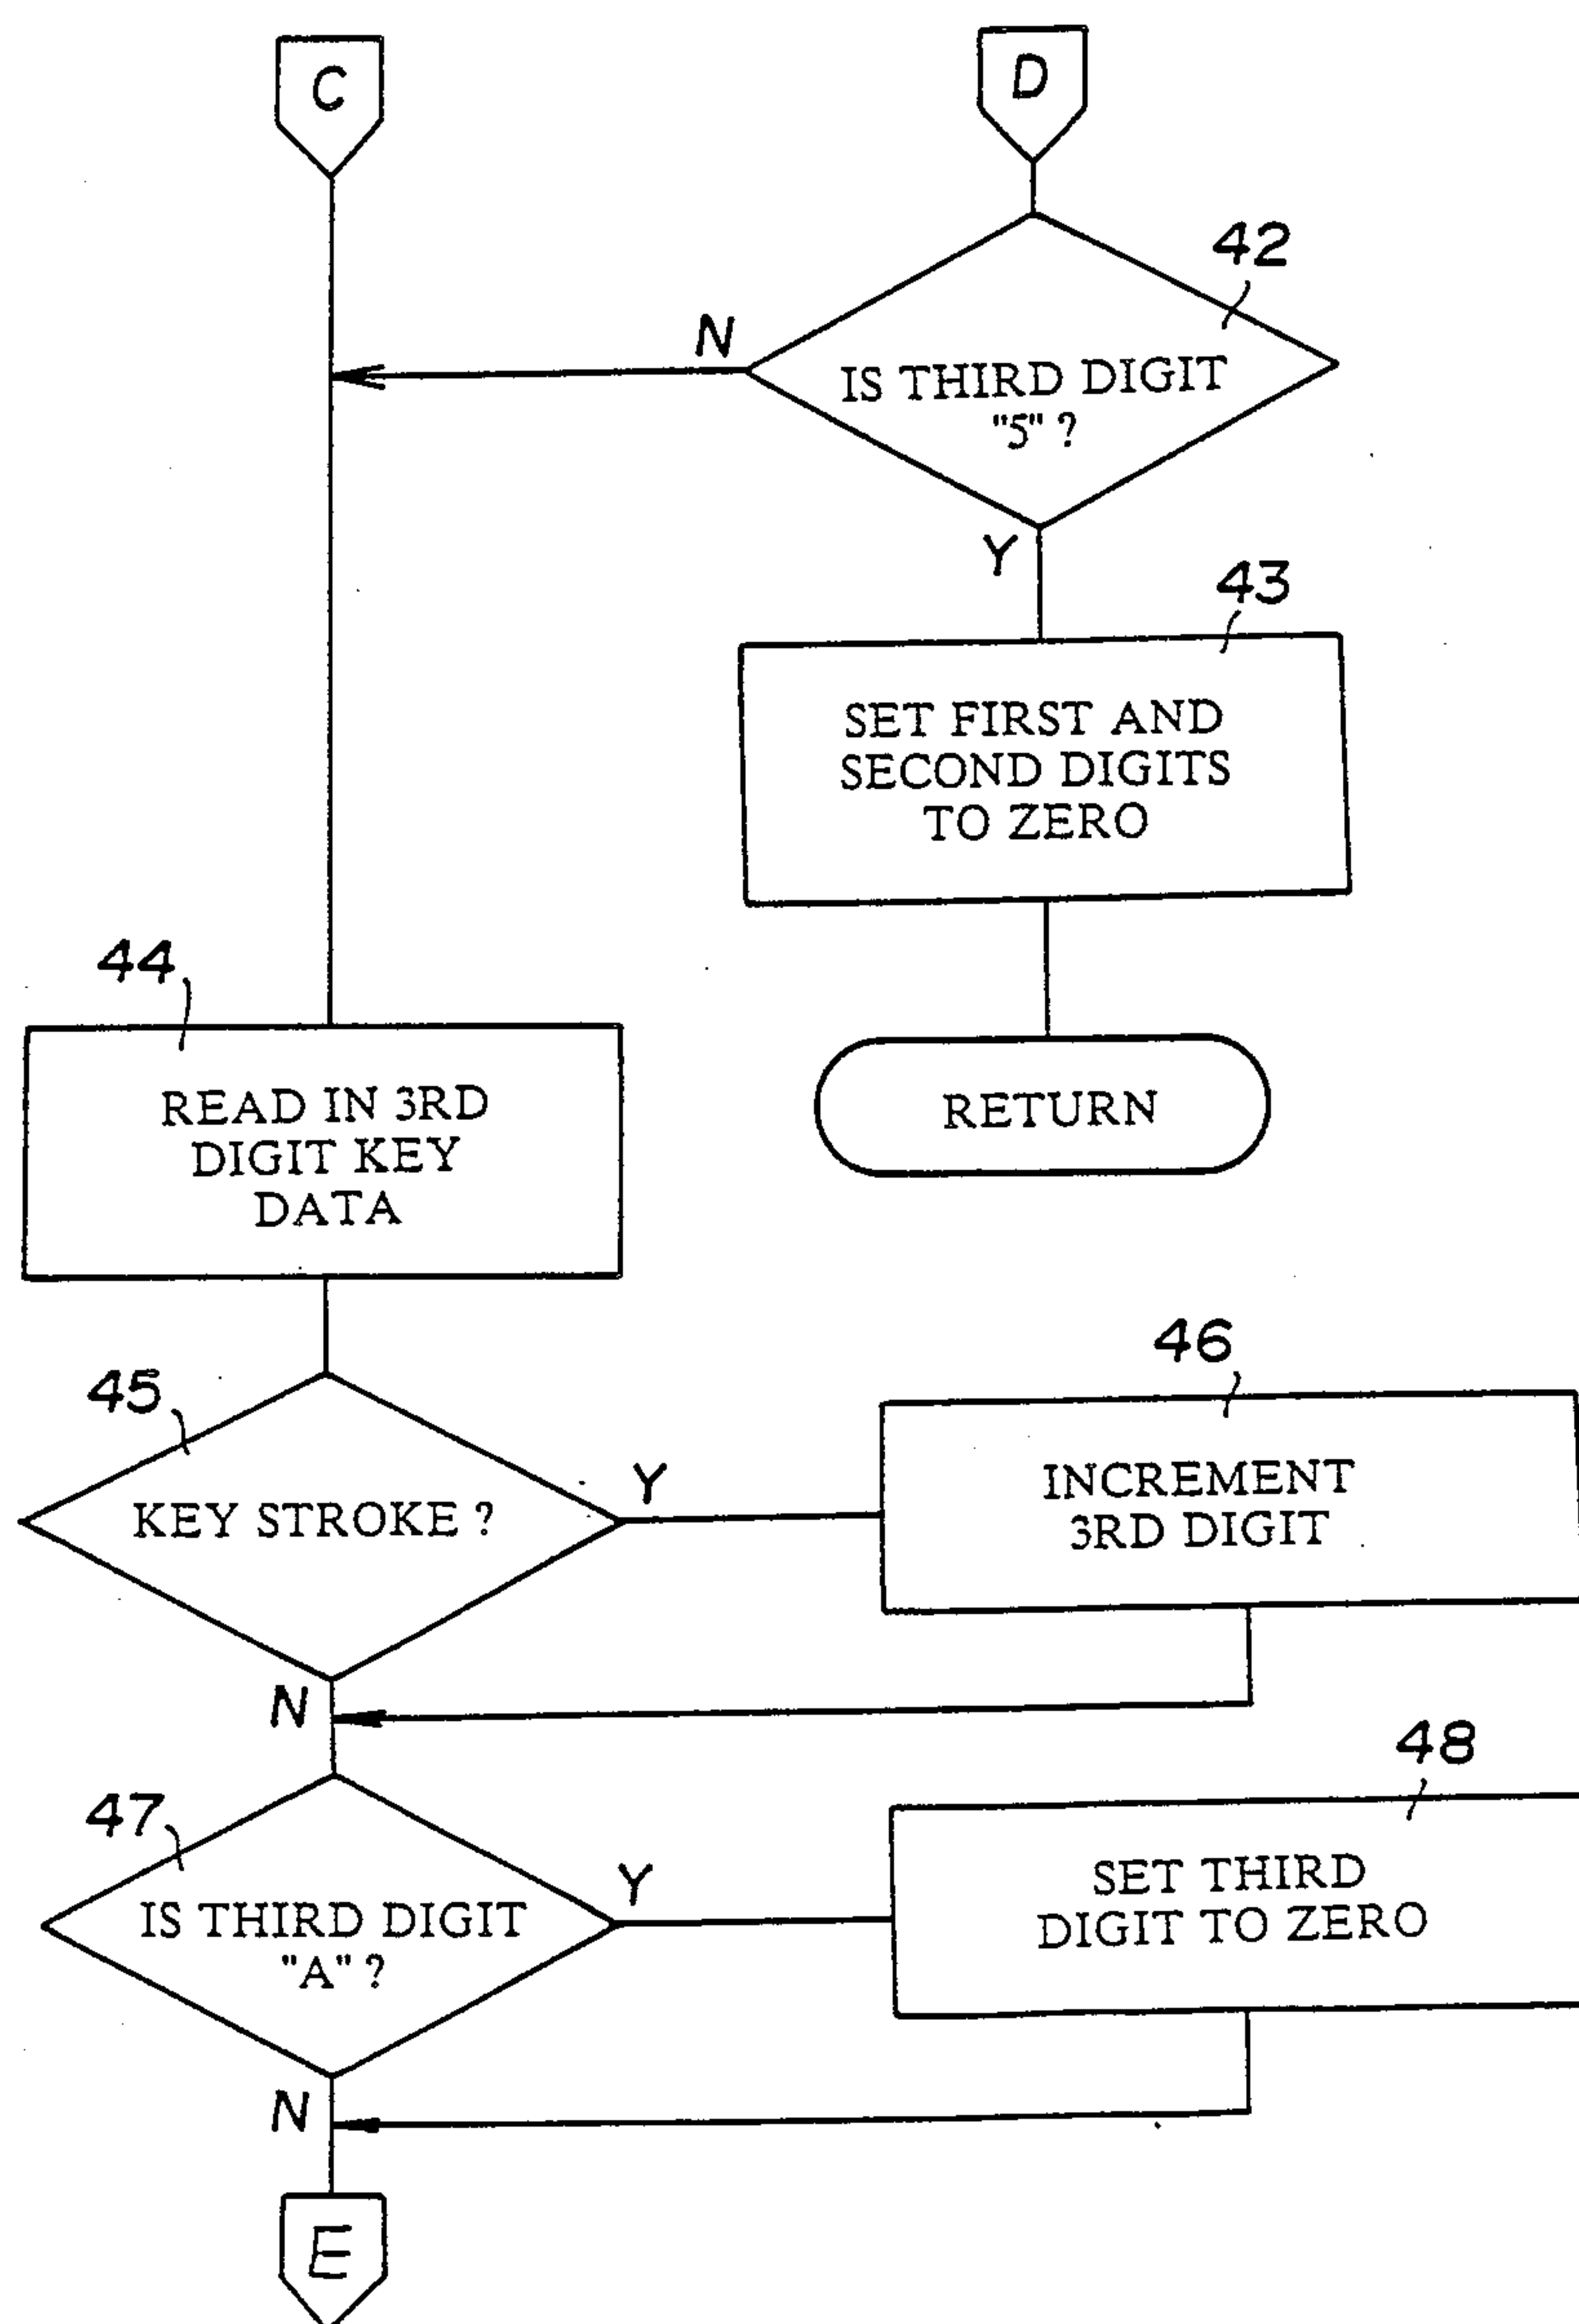 C
D
42
N
IS THIRD DIGIT
"5" ?
Y
43
SET FIRST AND
SECOND DIGITS
TO ZERO
44
READ IN 3RD
DIGIT KEY
DATA
RETURN
45
KEY STROKE ?
Y
46
INCREMENT
3RD DIGIT
N
47
IS THIRD DIGIT
"A" ?
Y
48
SET THIRD
DIGIT TO ZERO
N
E